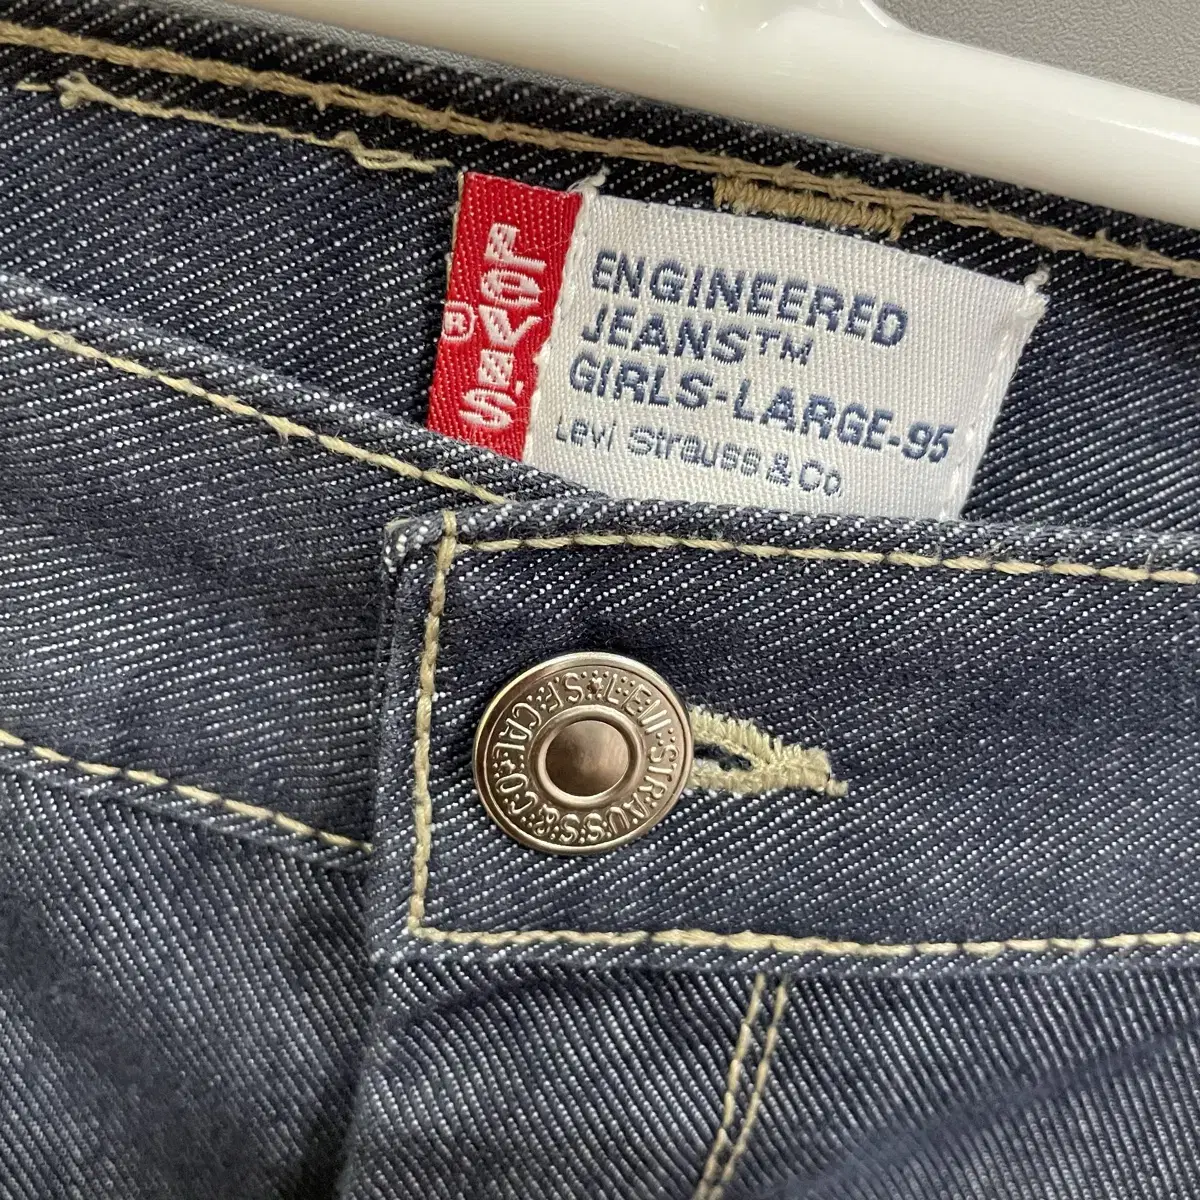 LEVI'S
®
ENGINEERED
JEANS™
GIRLS-LARGE-95
Levi Strauss & Co
LEVI STRAUSS & CO S.F. CAL